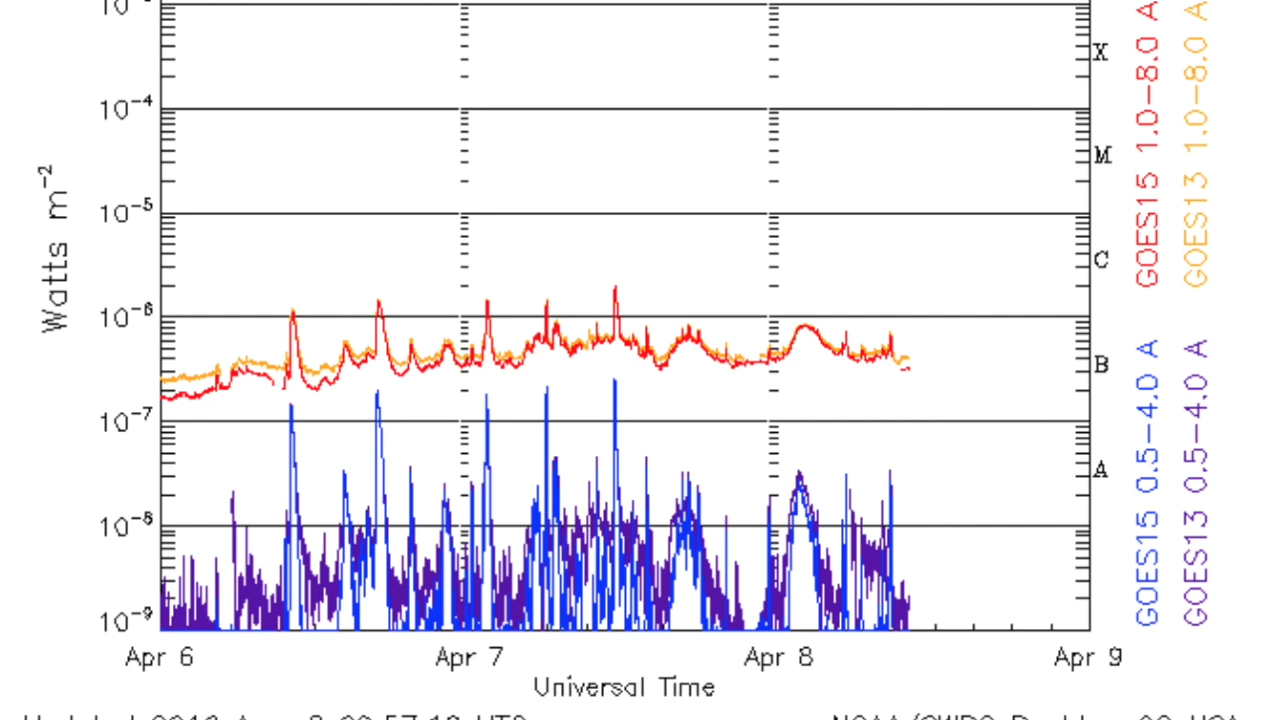 10⁻⁴
10⁻⁵
10⁻⁶
10⁻⁷
10⁻⁸
10⁻⁹
Watts m⁻²
X
M
C
B
A
Apr 6
Apr 7
Apr 8
Apr 9
Universal Time
GOES15 1.0-8.0 A
GOES13 1.0-8.0 A
GOES15 0.5-4.0 A
GOES13 0.5-4.0 A